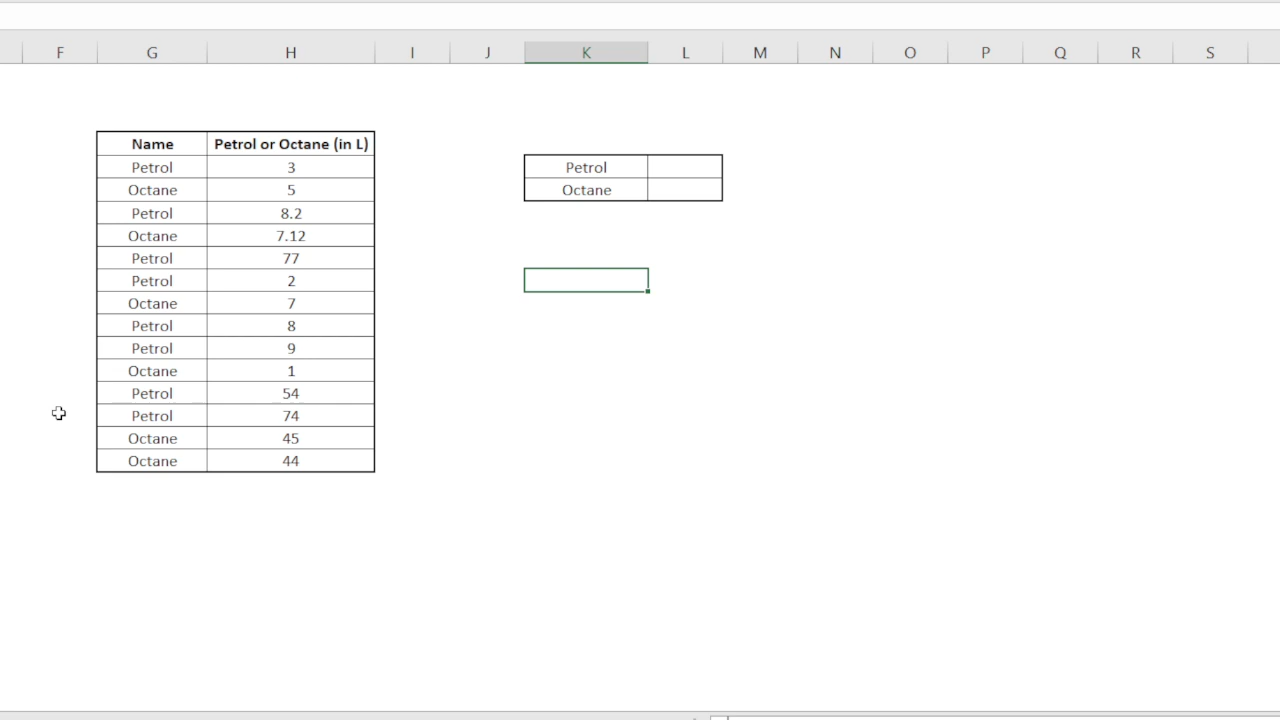 F G H I J K L M N O P Q R S
Name Petrol or Octane (in L)
Petrol 3 Petrol
Octane 5 Octane
Petrol 8.2
Octane 7.12
Petrol 77
Petrol 2
Octane 7
Petrol 8
Petrol 9
Octane 1
Petrol 54
Petrol 74
Octane 45
Octane 44